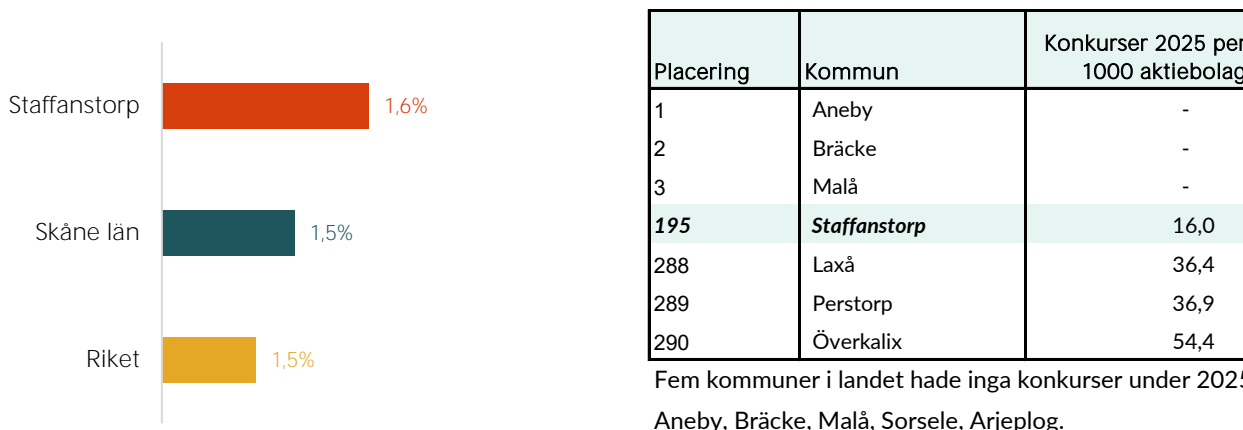 Staffanstorp 1,6%
Skåne län 1,5%
Riket 1,5%
Konkurser 2025 per
Placering Kommun 1000 aktiebolag
1 Aneby -
2 Bräcke -
3 Malå -
195 Staffanstorp 16,0
288 Laxå 36,4
289 Perstorp 36,9
290 Överkalix 54,4
Fem kommuner i landet hade inga konkurser under 2025
Aneby, Bräcke, Malå, Sorsele, Arjeplog.